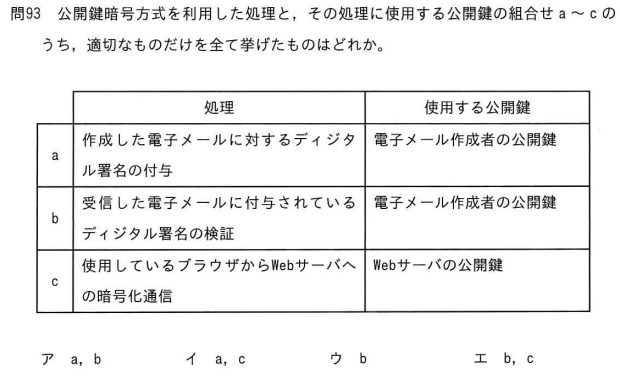 問93 公開鍵暗号方式を利用した処理と，その処理に使用する公開鍵の組合せａ～ｃの
うち，適切なものだけを全て挙げたものはどれか。
処理 使用する公開鍵
a 作成した電子メールに対するディジタ 電子メール作成者の公開鍵
ル署名の付与
b 受信した電子メールに付与されている 電子メール作成者の公開鍵
ディジタル署名の検証
c 使用しているブラウザからWebサーバへ Webサーバの公開鍵
の暗号化通信
ア a, b イ a, c ウ b エ b, c